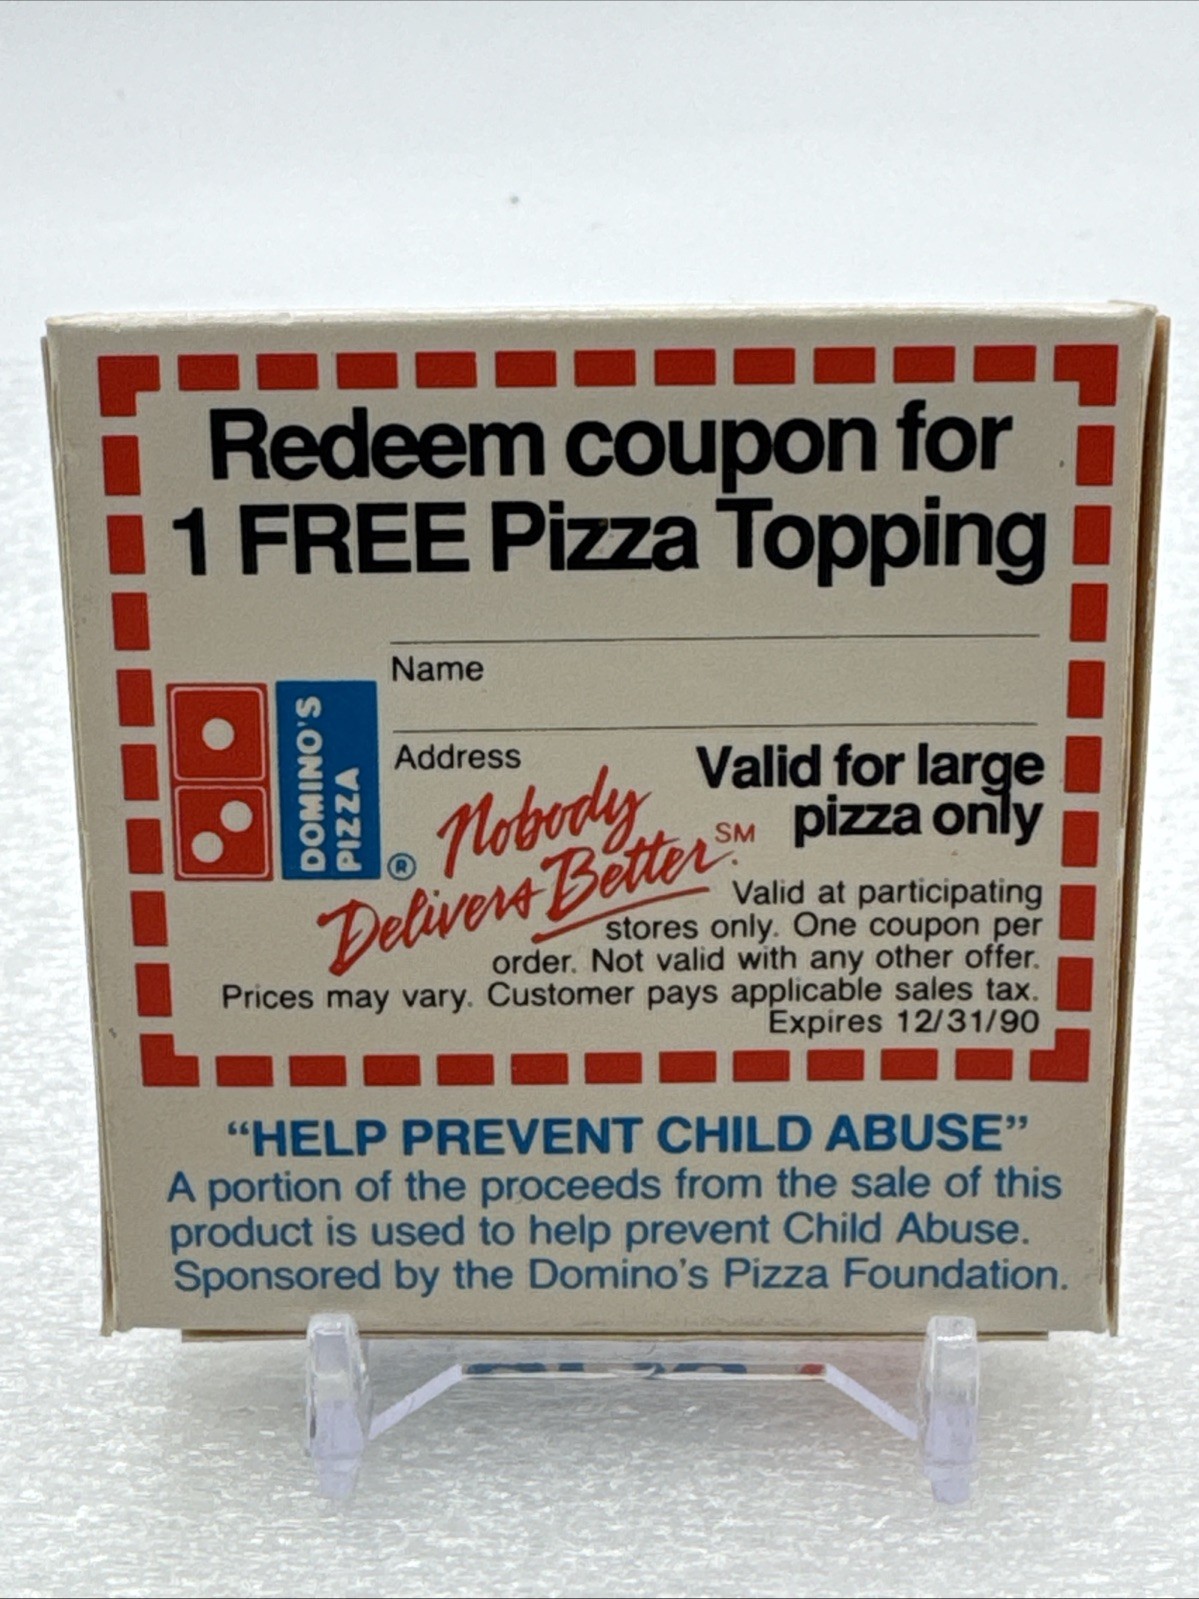 Redeem coupon for
1 FREE Pizza Topping
Name
Address
DOMINO'S
PIZZA
®
Nobody
Delivers Better SM
Valid for large
pizza only
Valid at participating
stores only. One coupon per
order. Not valid with any other offer.
Prices may vary. Customer pays applicable sales tax.
Expires 12/31/90
“HELP PREVENT CHILD ABUSE”
A portion of the proceeds from the sale of this
product is used to help prevent Child Abuse.
Sponsored by the Domino's Pizza Foundation.